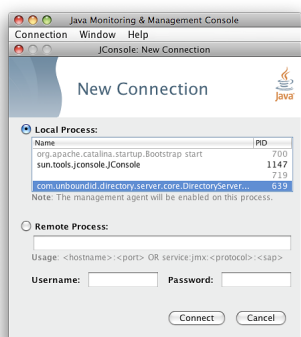 Java Monitoring & Management Console
Connection Window Help
JConsole: New Connection
New Connection
Java
Local Process:
Name PID
org.apache.catalina.startup.Bootstrap start 700
sun.tools.jconsole.JConsole 1147
719
com.unboundid.directory.server.core.DirectoryServer... 639
Note: The management agent will be enabled on this process.
Remote Process:
Usage: <hostname>:<port> OR service:jmx:<protocol>:<sap>
Username: Password:
Connect Cancel